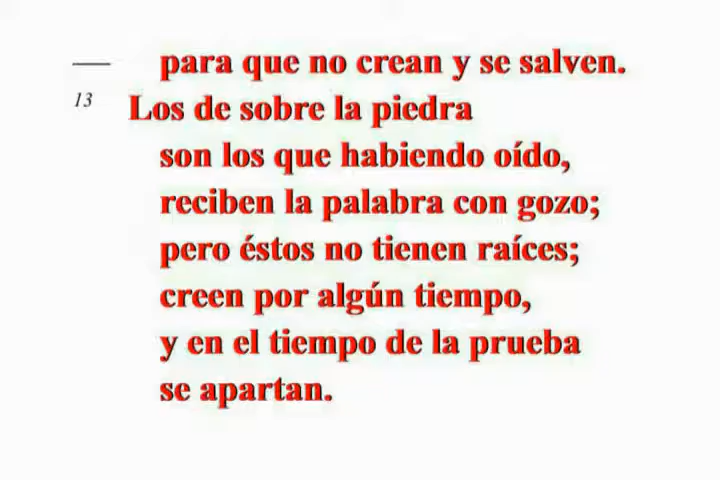 para que no crean y se salven.
13 Los de sobre la piedra
son los que habiendo oído,
reciben la palabra con gozo;
pero éstos no tienen raíces;
creen por algún tiempo,
y en el tiempo de la prueba
se apartan.